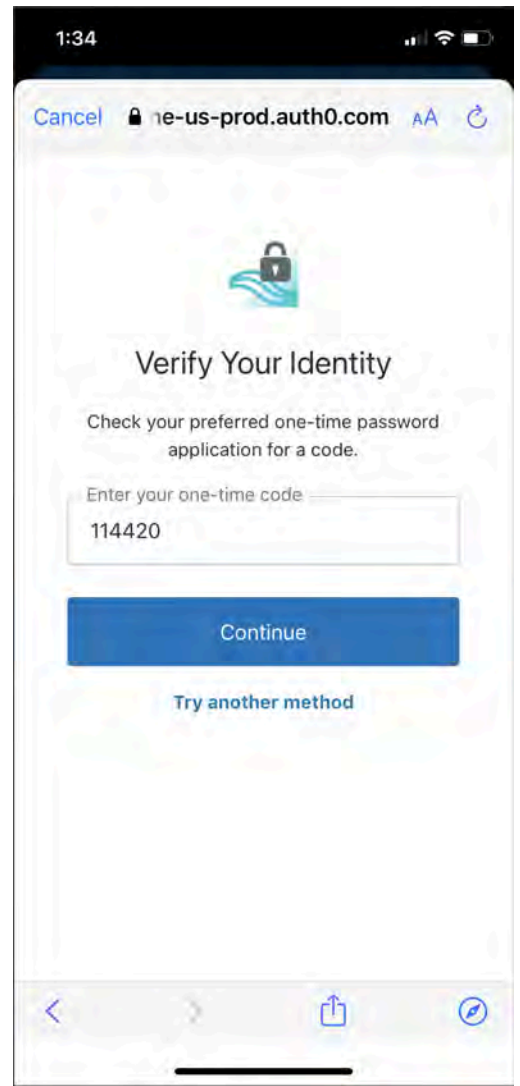 1:34
Cancel
ne-us-prod.auth0.com
AA
Verify Your Identity
Check your preferred one-time password
application for a code.
Enter your one-time code
114420
Continue
Try another method